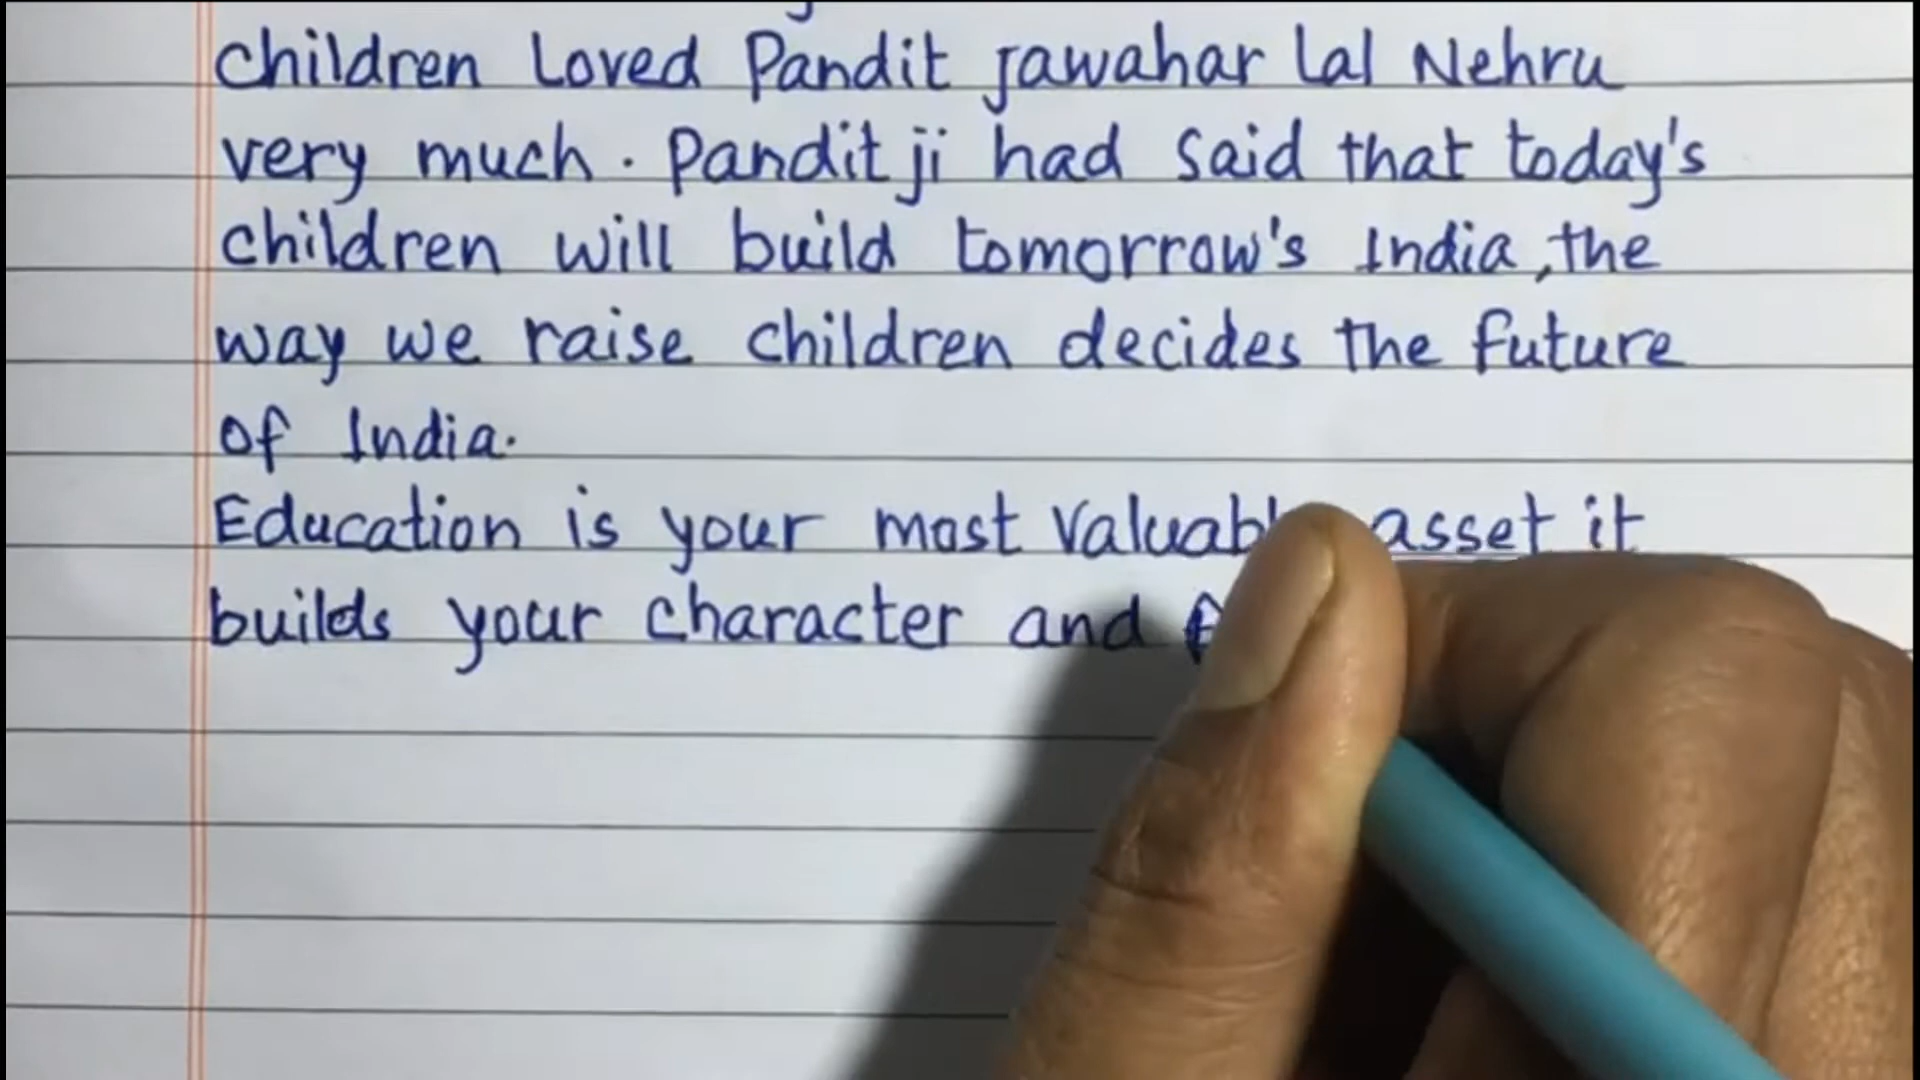 children Loved Pandit Jawahar Lal Nehru
very much. Pandit ji had said that today's
children will build tomorrow's India, the
way we raise children decides the future
of India.
Education is your most asset it
builds your character and